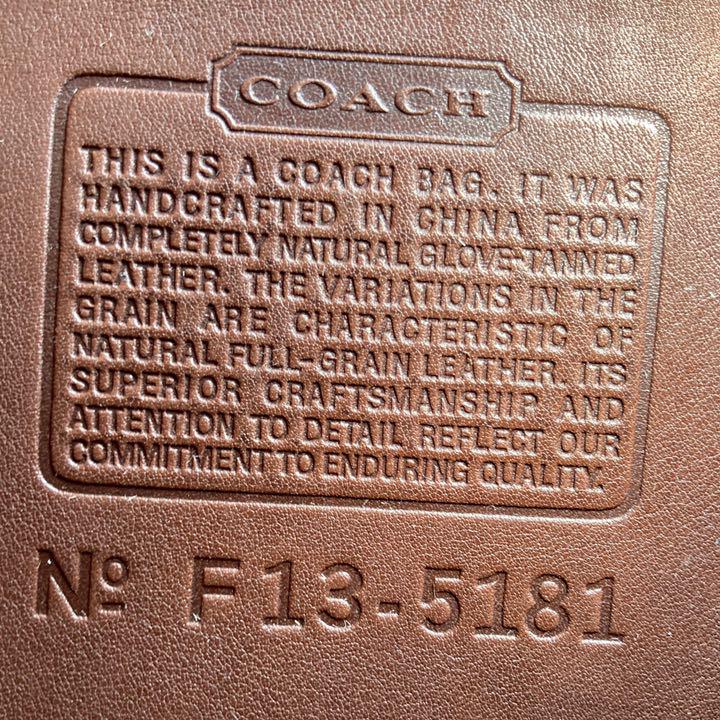 COACH
THIS IS A COACH BAG. IT WAS
HANDCRAFTED IN CHINA FROM
COMPLETELY NATURAL GLOVE-TANNED
LEATHER. THE VARIATIONS IN THE
GRAIN ARE CHARACTERISTIC OF
NATURAL FULL-GRAIN LEATHER. ITS
SUPERIOR CRAFTSMANSHIP AND
ATTENTION TO DETAIL REFLECT OUR
COMMITMENT TO ENDURING QUALITY.
Nº F13-5181